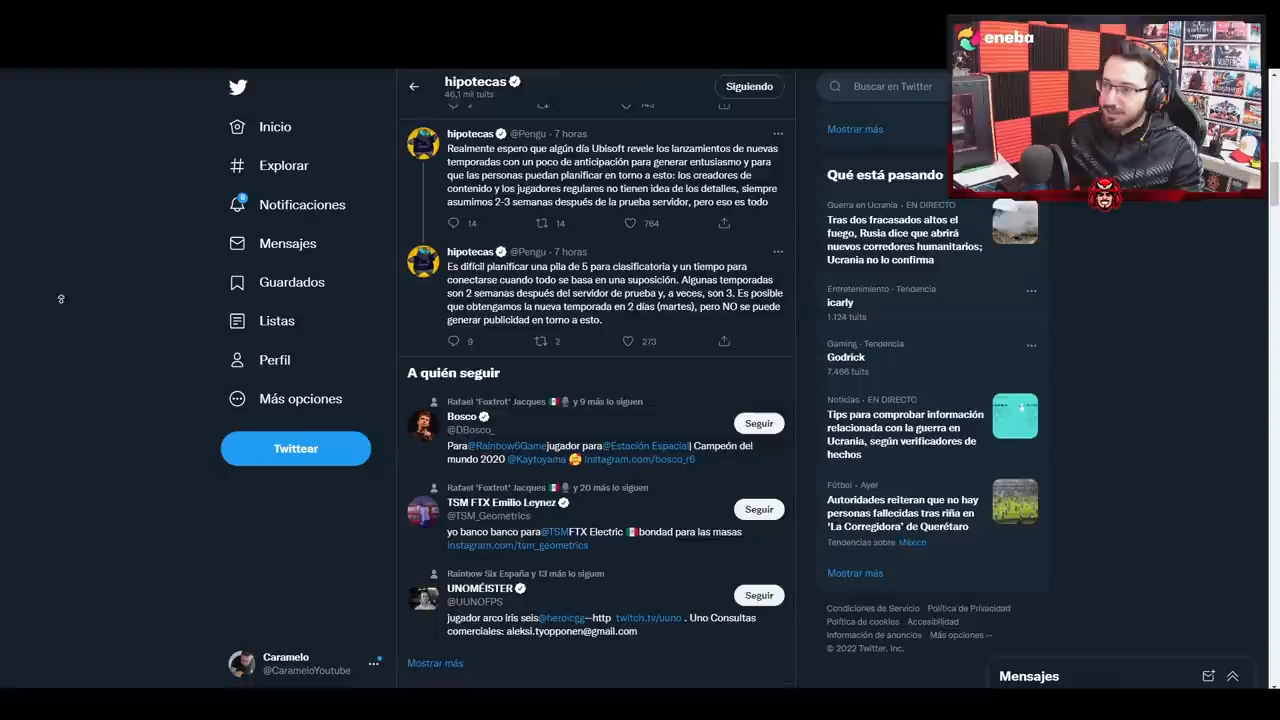 eneba
Inicio
Explorar
6
Notificaciones
Mensajes
Guardados
Listas
Perfil
Más opciones
Twittear
Caramelo
@CarameloYoutube
hipotecas
46,1 mil tuits
Siguiendo
2
743
hipotecas @Pengu · 7 horas
Realmente espero que algún día Ubisoft revele los lanzamientos de nuevas
temporadas con un poco de anticipación para generar entusiasmo y para
que las personas puedan planificar en torno a esto: los creadores de
contenido y los jugadores regulares no tienen idea de los detalles, siempre
asumimos 2-3 semanas después de la prueba servidor, pero eso es todo
14 14 764
hipotecas @Pengu · 7 horas
Es difícil planificar una pila de 5 para clasificatoria y un tiempo para
conectarse cuando todo se basa en una suposición. Algunas temporadas
son 2 semanas después del servidor de prueba y, a veces, son 3. Es posible
que obtengamos la nueva temporada en 2 días (martes), pero NO se puede
generar publicidad en torno a esto.
9 2 273
A quién seguir
Rafael 'Foxtrot' Jacques 🇲🇽🎙 y 9 más lo siguen
Bosco
@DBosco_
Seguir
Para@Rainbow6Gamejugador para@Estación Espacial| Campeón del
mundo 2020 @Kaytoyama 🥰 instagram.com/bosco_r6
Rafael 'Foxtrot' Jacques 🇲🇽🎙 y 20 más lo siguen
TSM FTX Emilio Leynez
@TSM_Geometrics
Seguir
yo banco banco para@TSMFTX Electric 🇲🇽bondad para las masas
instagram.com/tsm_geometrics
Rainbow Six España y 13 más lo siguen
UNOMÉISTER
@UUNOFPS
Seguir
jugador arco iris seis@heroicgg—http twitch.tv/uuno . Uno Consultas
comerciales: aleksi.tyopponen@gmail.com
Mostrar más
Buscar en Twitter
Mostrar más
Qué está pasando
Guerra en Ucrania · EN DIRECTO
Tras dos fracasados altos el
fuego, Rusia dice que abrirá
nuevos corredores humanitarios;
Ucrania no lo confirma
Entretenimiento · Tendencia
icarly
1.124 tuits
Gaming · Tendencia
Godrick
7.466 tuits
Noticias · EN DIRECTO
Tips para comprobar información
relacionada con la guerra en
Ucrania, según verificadores de
hechos
Fútbol · Ayer
Autoridades reiteran que no hay
personas fallecidas tras riña en
'La Corregidora' de Querétaro
Tendencias sobre México
Mostrar más
Condiciones de Servicio Política de Privacidad
Política de cookies Accesibilidad
Información de anuncios Más opciones ···
© 2022 Twitter, Inc.
Mensajes